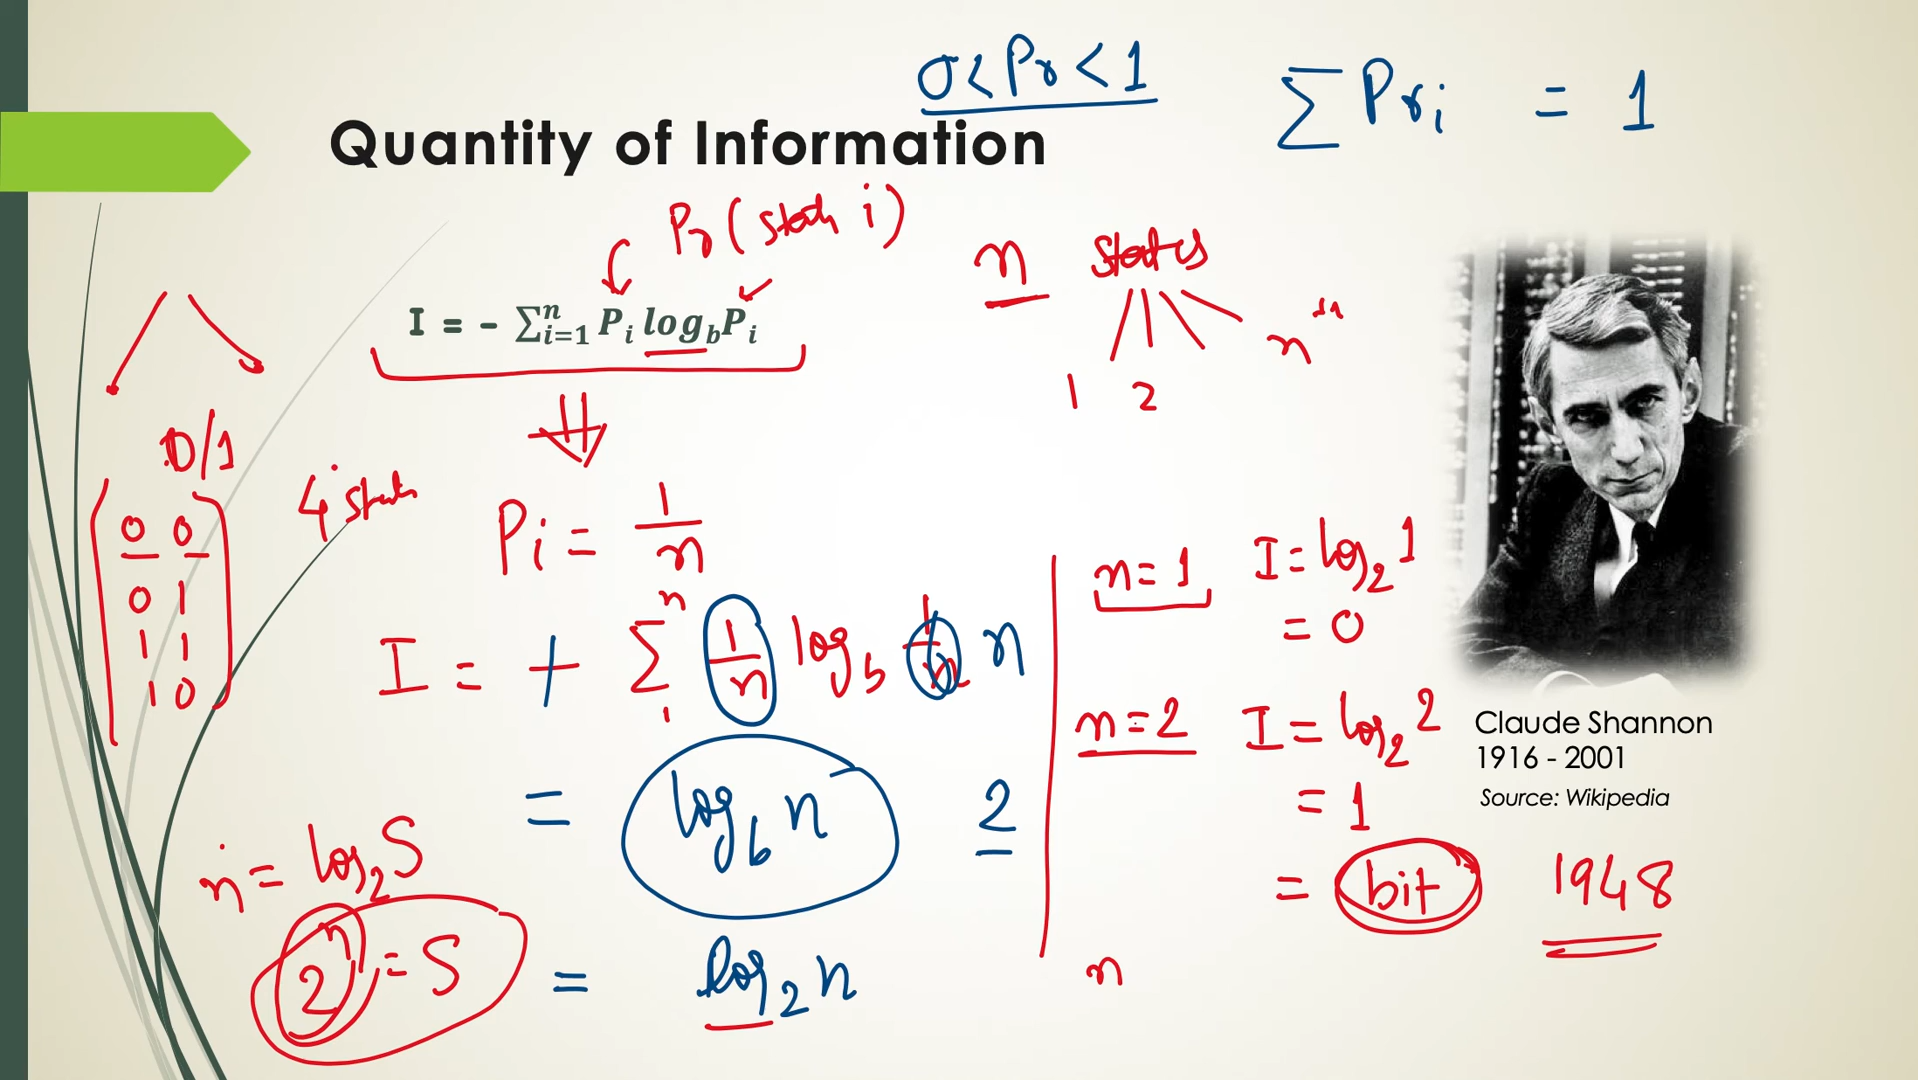 0 < Pr < 1
∑ Pr i = 1
Quantity of Information
Pr (state i)
n states
1 2 nth
I = - ∑ⁿᵢ₌₁ Pᵢ log_b Pᵢ
0/1
0 0
0 1
1 1
1 0
4 states
Pi = 1/n
I = + ∑ 1/n log_b n
= log_b n 2
= log₂ n
n = log₂ S
2ⁿ = S
n = 1 I = log₂ 1
= 0
n = 2 I = log₂ 2
= 1
= bit 1948
n
Claude Shannon
1916 - 2001
Source: Wikipedia